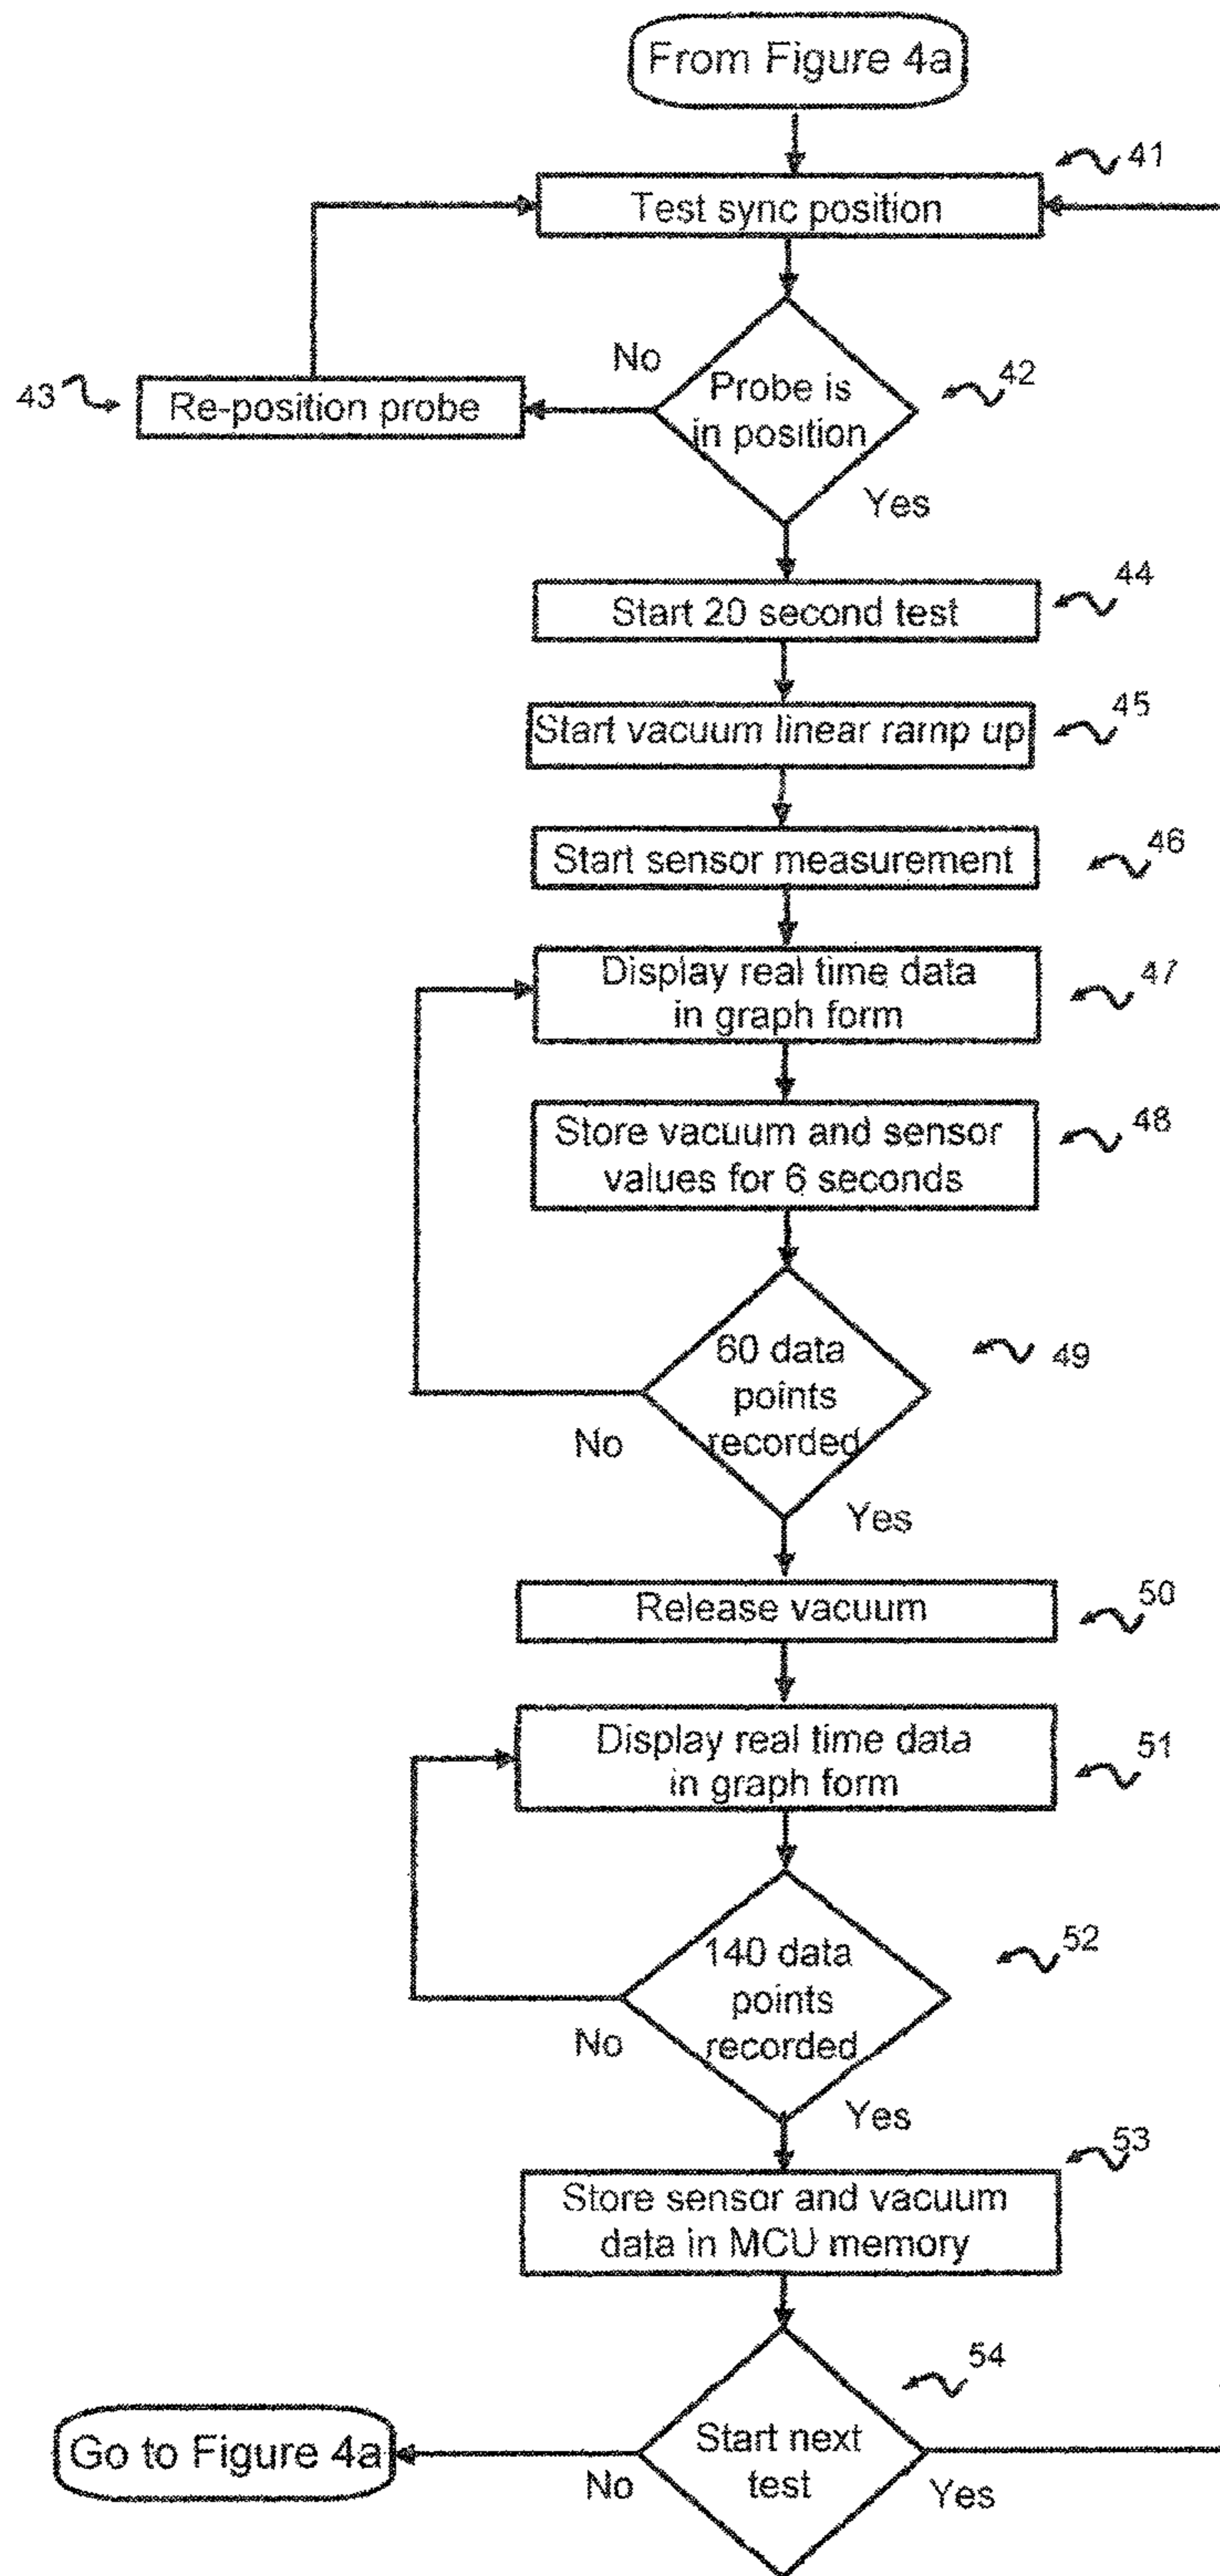 From Figure 4a
41
Test sync position
No
42
43
Re-position probe
Probe is
in position
Yes
44
Start 20 second test
45
Start vacuum linear ramp up
46
Start sensor measurement
47
Display real time data
in graph form
48
Store vacuum and sensor
values for 6 seconds
49
60 data
points
recorded
No
Yes
50
Release vacuum
51
Display real time data
in graph form
52
140 data
points
recorded
No
Yes
53
Store sensor and vacuum
data in MCU memory
54
Start next
test
Go to Figure 4a
No
Yes